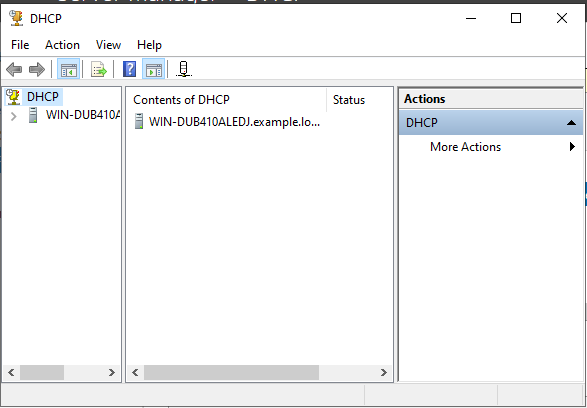 DHCP
File Action View Help
DHCP
WIN-DUB410A
Contents of DHCP Status
WIN-DUB410ALEDJ.example.lo...
Actions
DHCP
More Actions